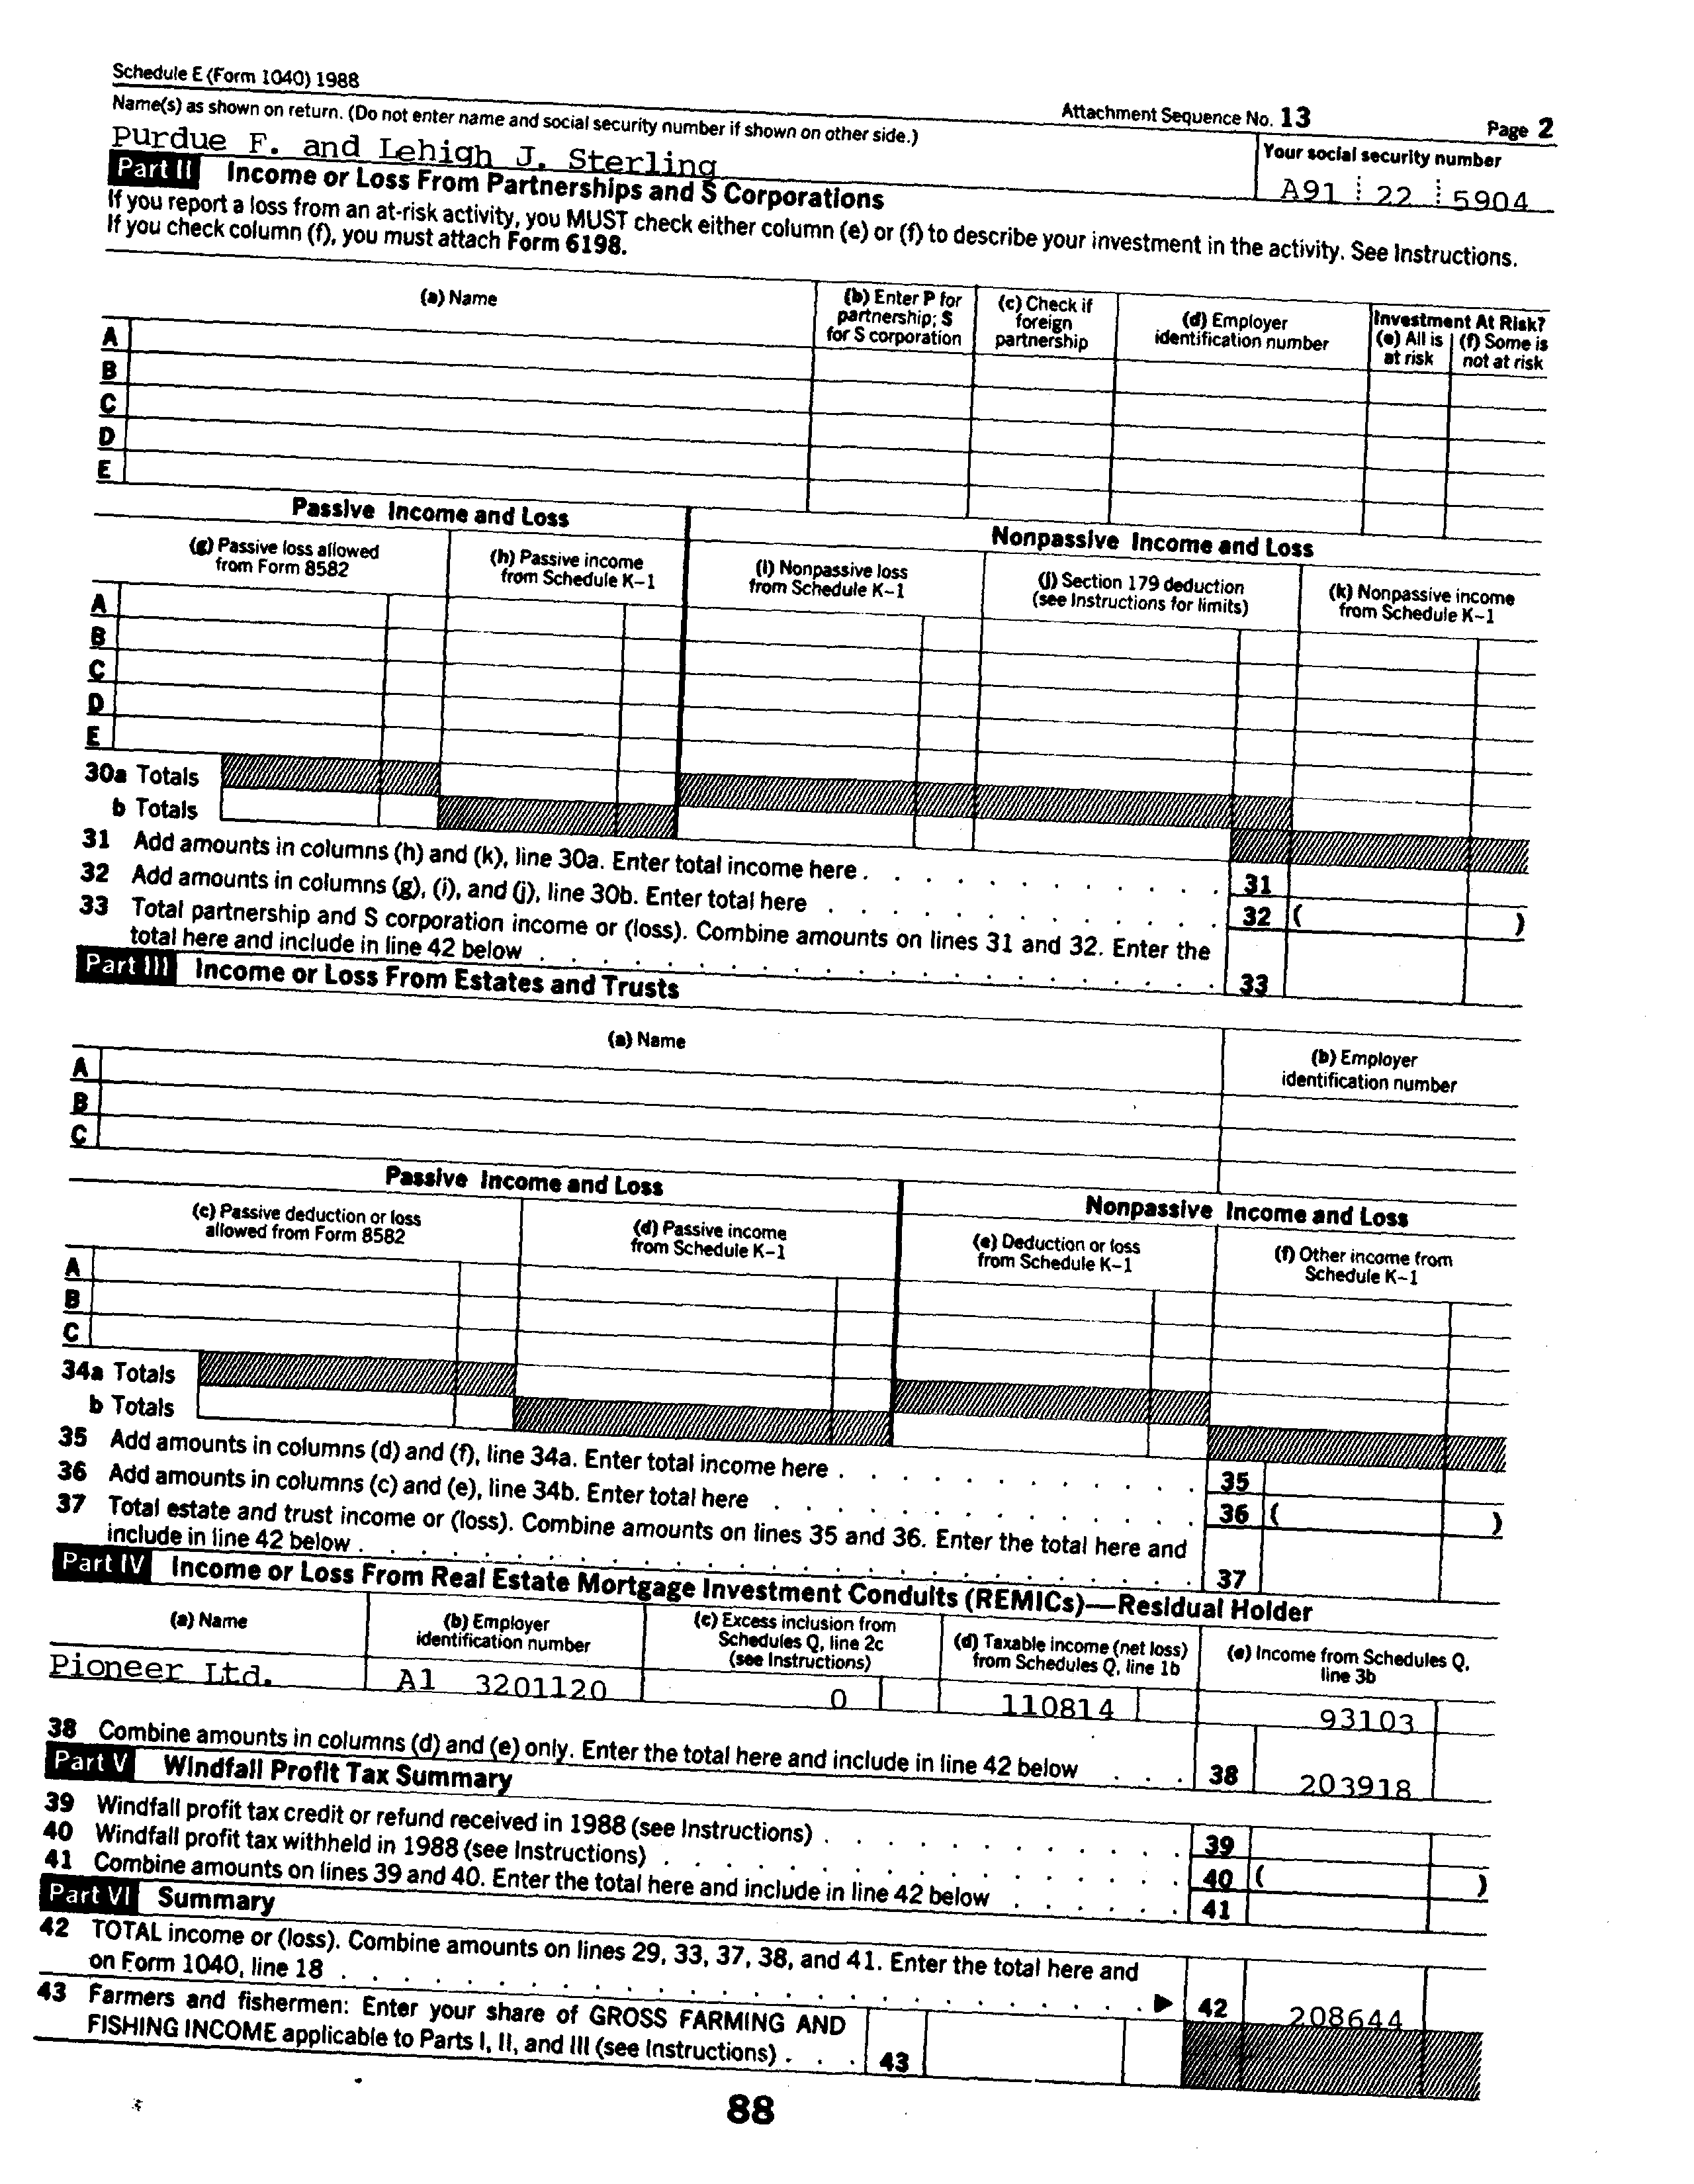 Schedule E (Form 1040) 1988
Attachment Sequence No. 13
Page 2
Name(s) as shown on return. (Do not enter name and social security number if shown on other side.)
Your social security number
Purdue F. and Lehigh J. Sterling
A91 22 5904
Part II Income or Loss From Partnerships and S Corporations
If you report a loss from an at-risk activity, you MUST check either column (e) or (f) to describe your investment in the activity. See Instructions.
If you check column (f), you must attach Form 6198.
(a) Name
(b) Enter P for partnership; S for S corporation
(c) Check if foreign partnership
(d) Employer identification number
Investment At Risk?
(e) All is at risk
(f) Some is not at risk
A
B
C
D
E
Passive Income and Loss
Nonpassive Income and Loss
(g) Passive loss allowed from Form 8582
(h) Passive income from Schedule K–1
(i) Nonpassive loss from Schedule K–1
(j) Section 179 deduction (see Instructions for limits)
(k) Nonpassive income from Schedule K–1
A
B
C
D
E
30a Totals
b Totals
31 Add amounts in columns (h) and (k), line 30a. Enter total income here . . . . . . . . . . . 31
32 Add amounts in columns (g), (i), and (j), line 30b. Enter total here . . . . . . . . . . . . 32 ( )
33 Total partnership and S corporation income or (loss). Combine amounts on lines 31 and 32. Enter the
total here and include in line 42 below . . . . . . . . . . . . . . . . . . . . 33
Part III Income or Loss From Estates and Trusts
(a) Name
(b) Employer identification number
A
B
C
Passive Income and Loss
Nonpassive Income and Loss
(c) Passive deduction or loss allowed from Form 8582
(d) Passive income from Schedule K–1
(e) Deduction or loss from Schedule K–1
(f) Other income from Schedule K–1
A
B
C
34a Totals
b Totals
35 Add amounts in columns (d) and (f), line 34a. Enter total income here . . . . . . . . . . . 35
36 Add amounts in columns (c) and (e), line 34b. Enter total here . . . . . . . . . . . . . 36 ( )
37 Total estate and trust income or (loss). Combine amounts on lines 35 and 36. Enter the total here and
include in line 42 below . . . . . . . . . . . . . . . . . . . . . . . . . 37
Part IV Income or Loss From Real Estate Mortgage Investment Conduits (REMICs)—Residual Holder
(a) Name
(b) Employer identification number
(c) Excess inclusion from Schedules Q, line 2c (see Instructions)
(d) Taxable income (net loss) from Schedules Q, line 1b
(e) Income from Schedules Q, line 3b
Pioneer Ltd. A1 3201120 0 110814 93103
38 Combine amounts in columns (d) and (e) only. Enter the total here and include in line 42 below . . . 38 203918
Part V Windfall Profit Tax Summary
39 Windfall profit tax credit or refund received in 1988 (see Instructions) . . . . . . . . . . . 39
40 Windfall profit tax withheld in 1988 (see Instructions) . . . . . . . . . . . . . . . . 40 ( )
41 Combine amounts on lines 39 and 40. Enter the total here and include in line 42 below . . . . . . 41
Part VI Summary
42 TOTAL income or (loss). Combine amounts on lines 29, 33, 37, 38, and 41. Enter the total here and
on Form 1040, line 18 . . . . . . . . . . . . . . . . . . . . . . . . . ▶ 42 208644
43 Farmers and fishermen: Enter your share of GROSS FARMING AND
FISHING INCOME applicable to Parts I, II, and III (see Instructions) . . . 43
88